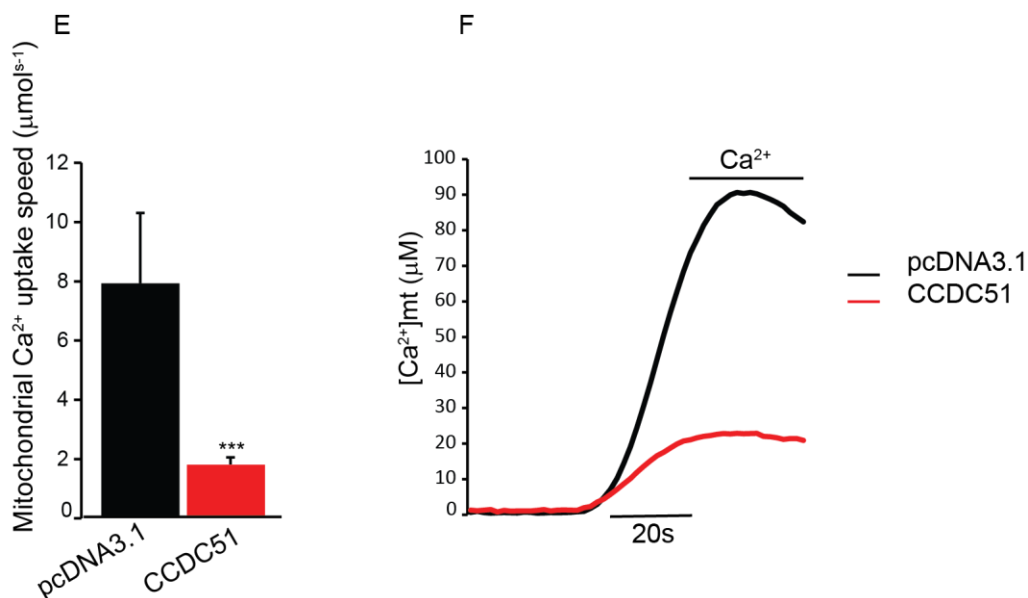 E
Mitochondrial Ca²⁺ uptake speed (μmolˢ⁻¹)
12
10
8
6
4
2
0
***
pcDNA3.1
CCDC51
F
[Ca²⁺]mt (μM)
100
90
80
70
60
50
40
30
20
10
0
Ca²⁺
20s
pcDNA3.1
CCDC51